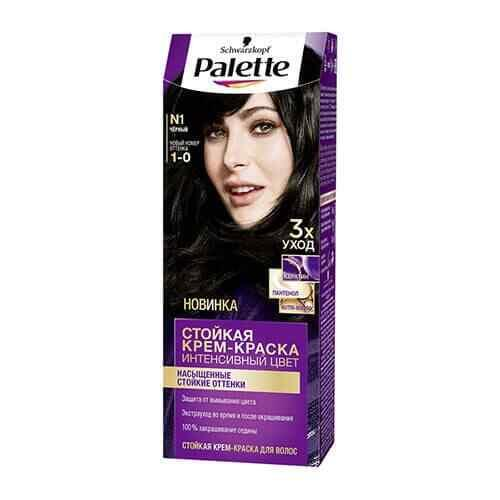 Schwarzkopf
Palette
N1
ЧЁРНЫЙ
НОВЫЙ НОМЕР
ОТТЕНКА
1-0
3x
УХОД
КЕРАТИН
ПАНТЕНОЛ
НОВИНКА
СТОЙКАЯ
КРЕМ-КРАСКА
ИНТЕНСИВНЫЙ ЦВЕТ
НАСЫЩЕННЫЕ
СТОЙКИЕ ОТТЕНКИ
Защита от вымывания цвета
Экстрауход во время и после окрашивания
100% закрашивание седины
СТОЙКАЯ КРЕМ-КРАСКА ДЛЯ ВОЛОС